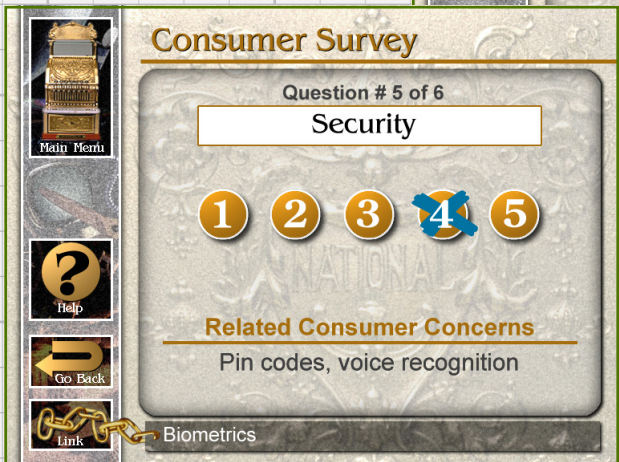 Consumer Survey
Question # 5 of 6
Security
1 2 3 4 5
NATIONAL
Related Consumer Concerns
Pin codes, voice recognition
Main Menu
Help
Go Back
Link
Biometrics